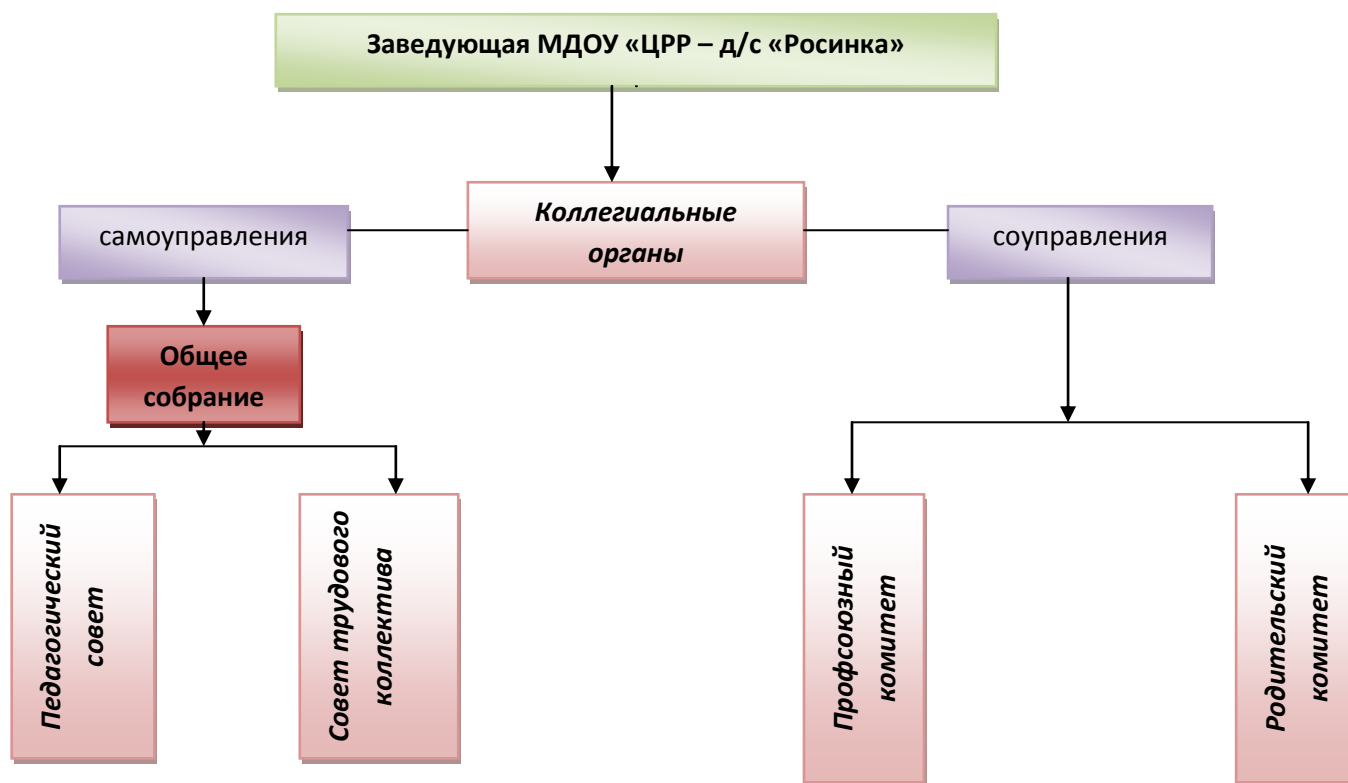 Заведующая МДОУ «ЦРР – д/с «Росинка»
самоуправления
Коллегиальные
органы
соуправления
Общее
собрание
Педагогический
совет
Совет трудового
коллектива
Профсоюзный
комитет
Родительский
комитет